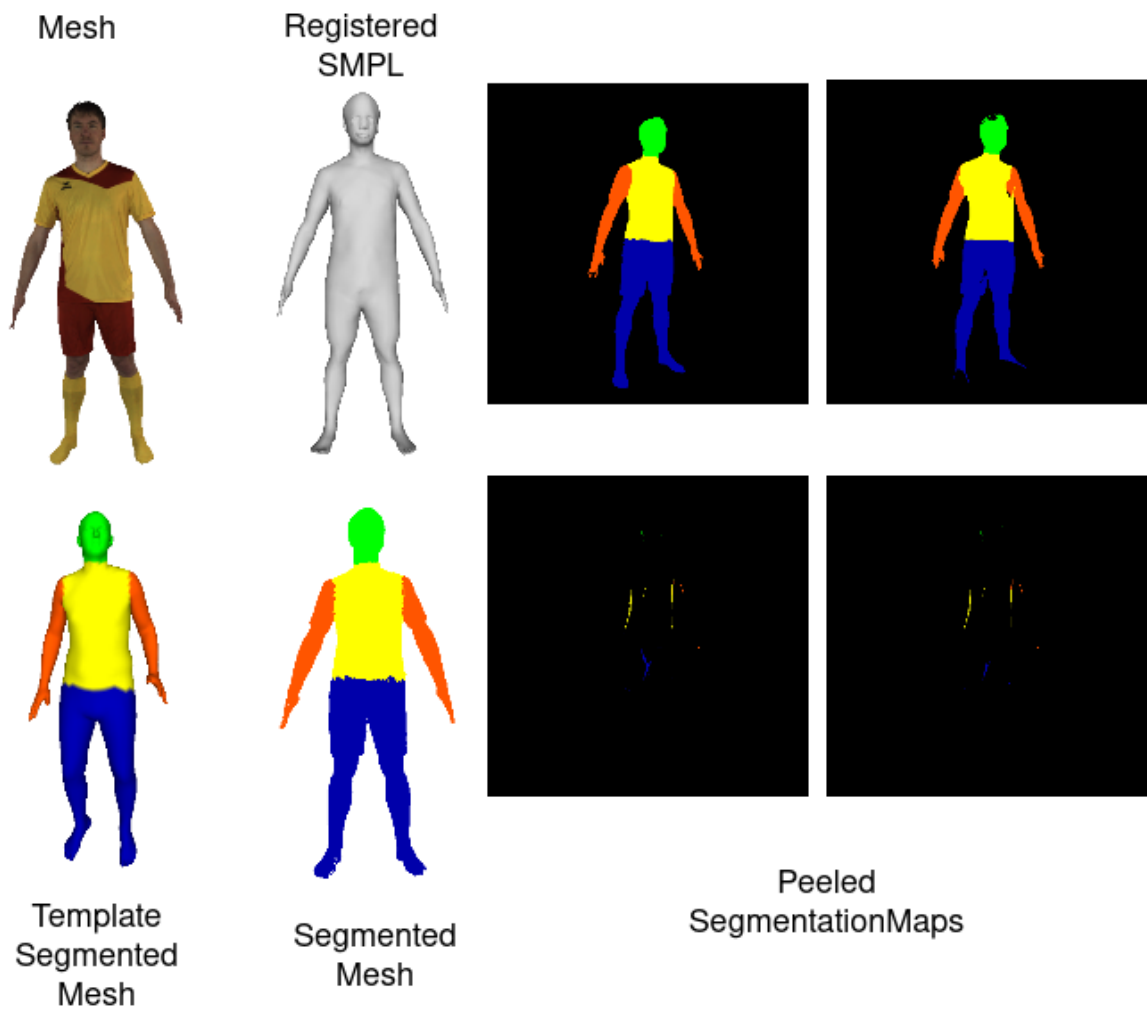 Mesh
Registered
SMPL
Template
Segmented
Mesh
Segmented
Mesh
Peeled
SegmentationMaps